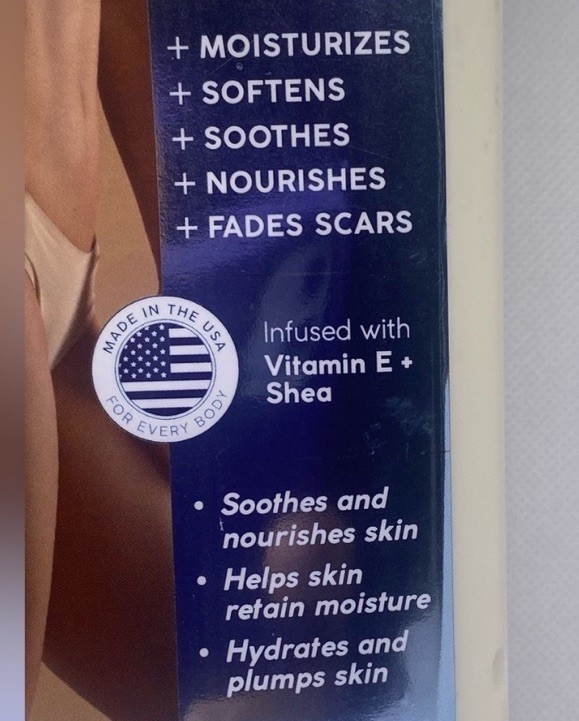 + MOISTURIZES
+ SOFTENS
+ SOOTHES
+ NOURISHES
+ FADES SCARS
MADE IN THE USA
FOR EVERY BODY
Infused with
Vitamin E +
Shea
• Soothes and
nourishes skin
• Helps skin
retain moisture
• Hydrates and
plumps skin